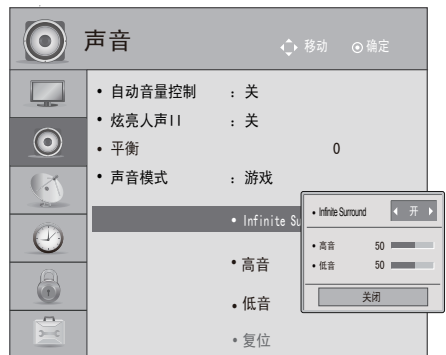 声音 移动 确定
• 自动音量控制 : 关
• 炫亮人声II : 关
• 平衡 0
• 声音模式 : 游戏
• Infinite Su
• 高音
• 低音
• 复位
• Infinite Surround 开
• 高音 50
• 低音 50
关闭